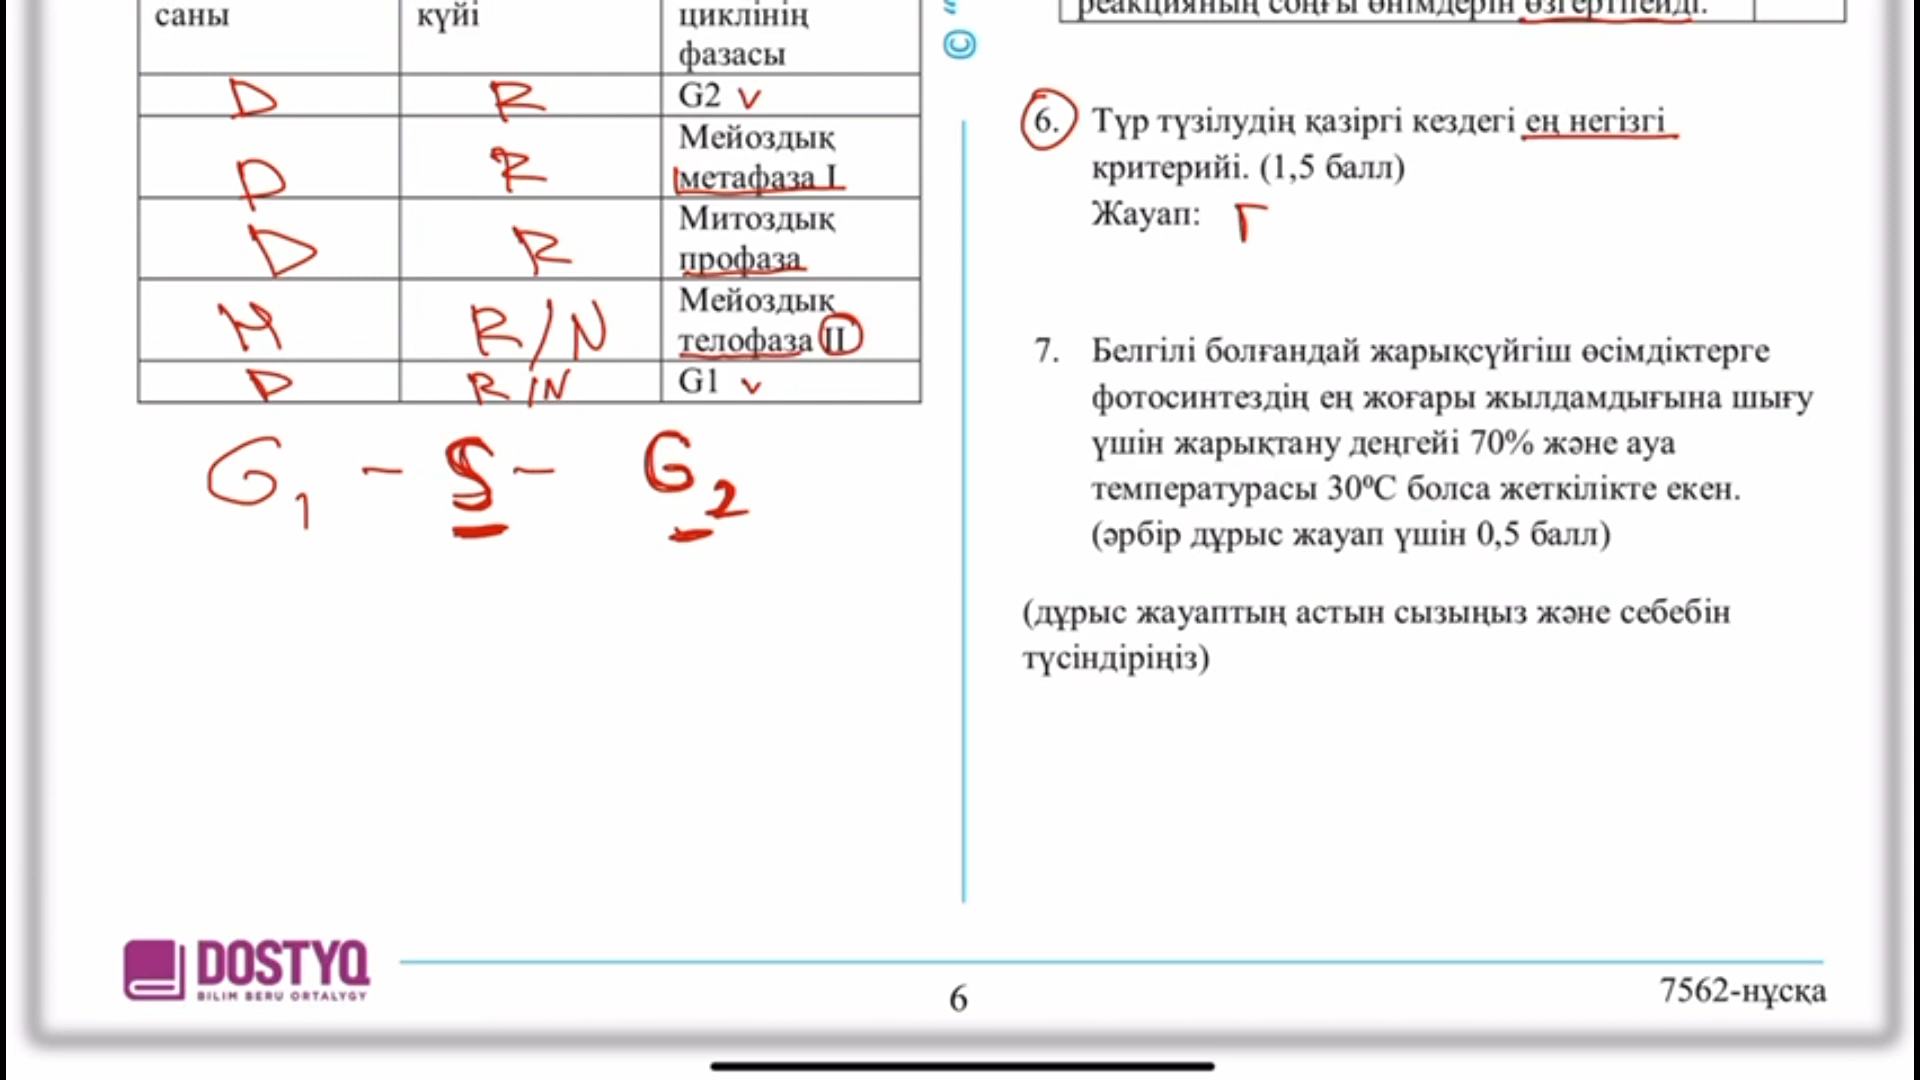 саны күйі циклінің
фазасы
D R G2 v
Мейоздық
D R метафаза I
Митоздық
D R профаза
Мейоздық
H R/N телофаза II
D R/N G1 v
G1 - S - G2
© "
реакцияның соңғы өнімдерін өзгертпейді.
6. Түр түзілудің қазіргі кездегі ең негізгі
критерийі. (1,5 балл)
Жауап: Г
7. Белгілі болғандай жарықсүйгіш өсімдіктерге
фотосинтездің ең жоғары жылдамдығына шығу
үшін жарықтану деңгейі 70% және ауа
температурасы 30⁰С болса жеткілікте екен.
(әрбір дұрыс жауап үшін 0,5 балл)
(дұрыс жауаптың астын сызыңыз және себебін
түсіндіріңіз)
DOSTYQ
BILIM BERU ORTALYGY
6
7562-нұсқа